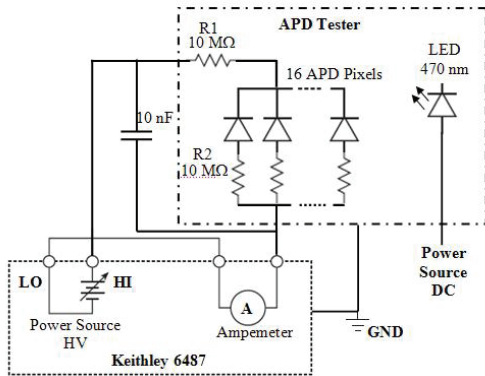 APD Tester
R1
10 MΩ
LED
470 nm
16 APD Pixels
10 nF
R2
10 MΩ
Power
Source
DC
LO
HI
A
Power Source
HV
Ampemeter
GND
Keithley 6487